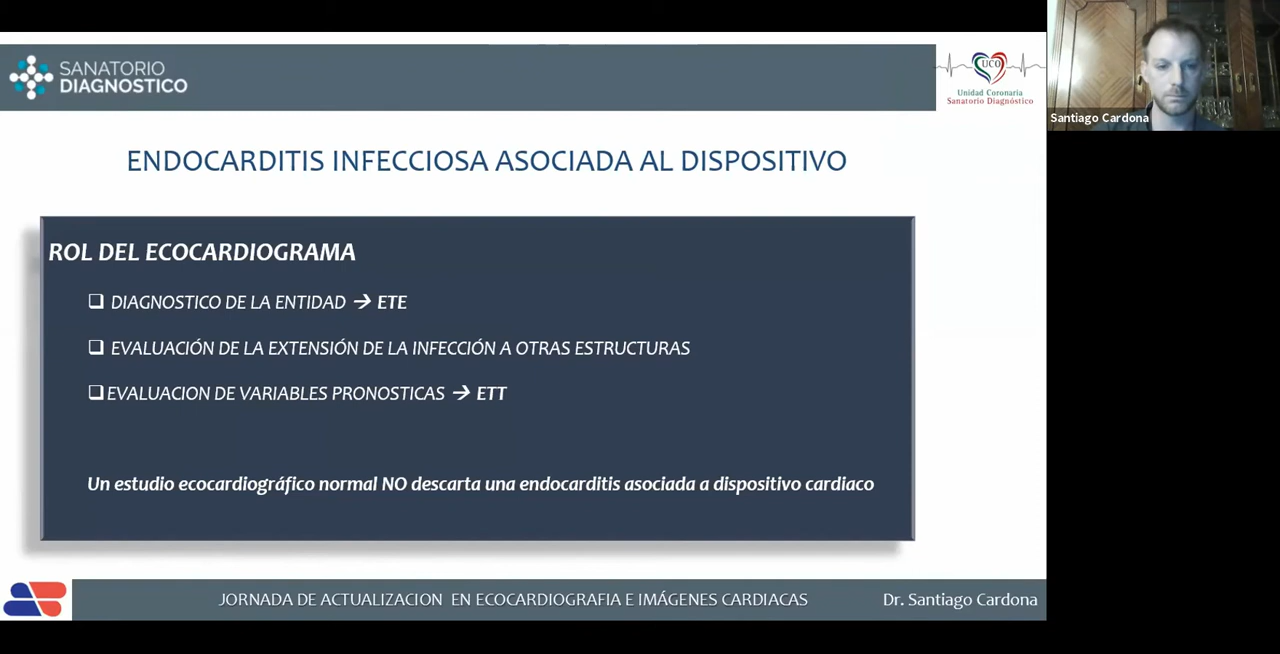 SANATORIO
DIAGNOSTICO
UCO
Unidad Coronaria
Sanatorio Diagnóstico
Santiago Cardona
ENDOCARDITIS INFECCIOSA ASOCIADA AL DISPOSITIVO
ROL DEL ECOCARDIOGRAMA
❑ DIAGNOSTICO DE LA ENTIDAD → ETE
❑ EVALUACIÓN DE LA EXTENSIÓN DE LA INFECCIÓN A OTRAS ESTRUCTURAS
❑EVALUACION DE VARIABLES PRONOSTICAS → ETT
Un estudio ecocardiográfico normal NO descarta una endocarditis asociada a dispositivo cardiaco
JORNADA DE ACTUALIZACION EN ECOCARDIOGRAFIA E IMÁGENES CARDIACAS
Dr. Santiago Cardona